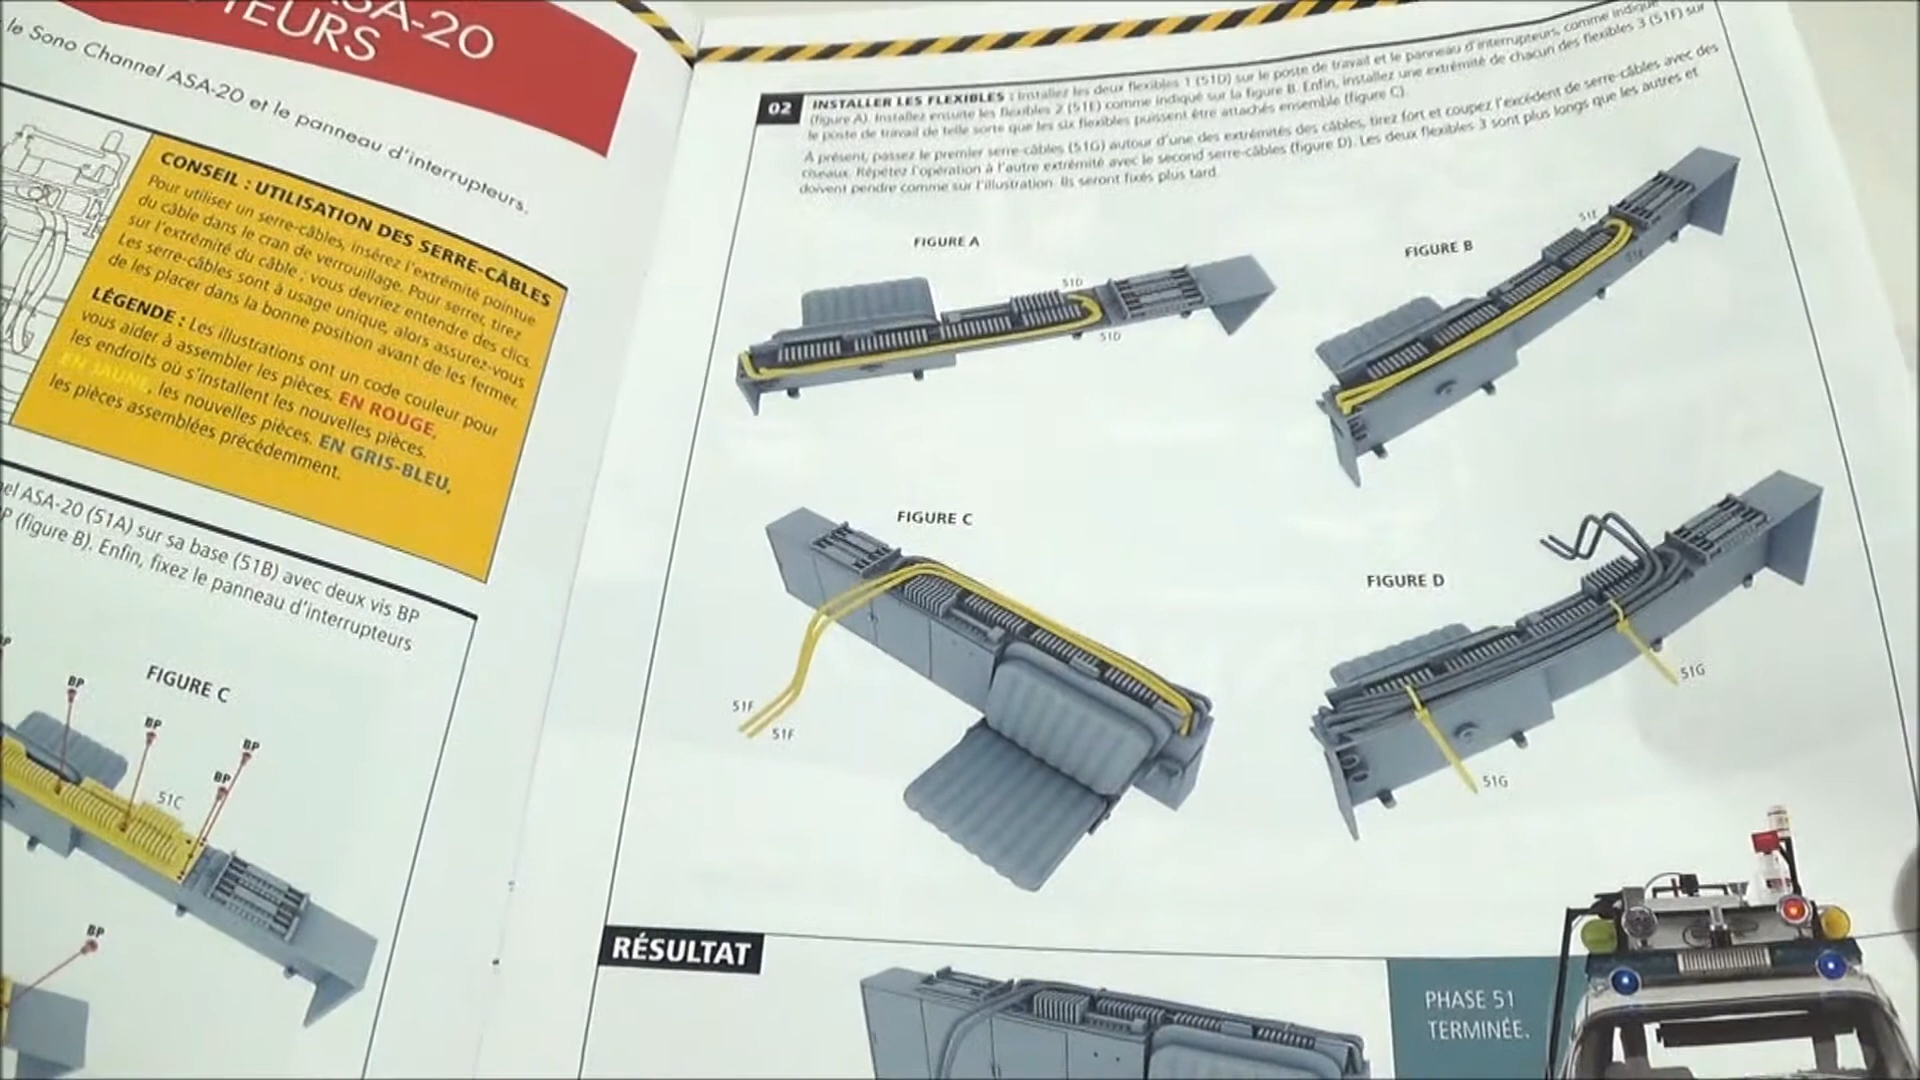 ASA-20
TEURS
le Sono Channel ASA-20 et le panneau d'interrupteurs.
CONSEIL : UTILISATION DES SERRE-CÂBLES
Pour utiliser un serre-câbles, insérez l'extrémité pointue
du câble dans le cran de verrouillage. Pour serrer, tirez
sur l'extrémité du câble ; vous devriez entendre des clics.
Les serre-câbles sont à usage unique, alors assurez-vous
de les placer dans la bonne position avant de les fermer.
LÉGENDE : Les illustrations ont un code couleur pour
vous aider à assembler les pièces. EN ROUGE,
les endroits où s'installent les nouvelles pièces.
EN JAUNE, les nouvelles pièces. EN GRIS-BLEU,
les pièces assemblées précédemment.
nel ASA-20 (51A) sur sa base (51B) avec deux vis BP
P (figure B). Enfin, fixez le panneau d'interrupteurs
FIGURE C
BP
BP
BP
BP
51C
BP
02 INSTALLER LES FLEXIBLES : Installez les deux flexibles 1 (51D) sur le poste de travail et le panneau d'interrupteurs, comme indiqué
(figure A). Installez ensuite les flexibles 2 (51E) comme indiqué sur la figure B. Enfin, installez une extrémité de chacun des flexibles 3 (51F) sur
le poste de travail de telle sorte que les six flexibles puissent être attachés ensemble (figure C).
À présent, passez le premier serre-câbles (51G) autour d'une des extrémités des câbles, tirez fort et coupez l'excédent de serre-câbles avec des
ciseaux. Répétez l'opération à l'autre extrémité avec le second serre-câbles (figure D). Les deux flexibles 3 sont plus longs que les autres et
doivent pendre comme sur l'illustration. Ils seront fixés plus tard.
FIGURE A
51D
51D
FIGURE B
51E
51E
FIGURE C
51F
51F
FIGURE D
51G
51G
RÉSULTAT
PHASE 51
TERMINÉE.